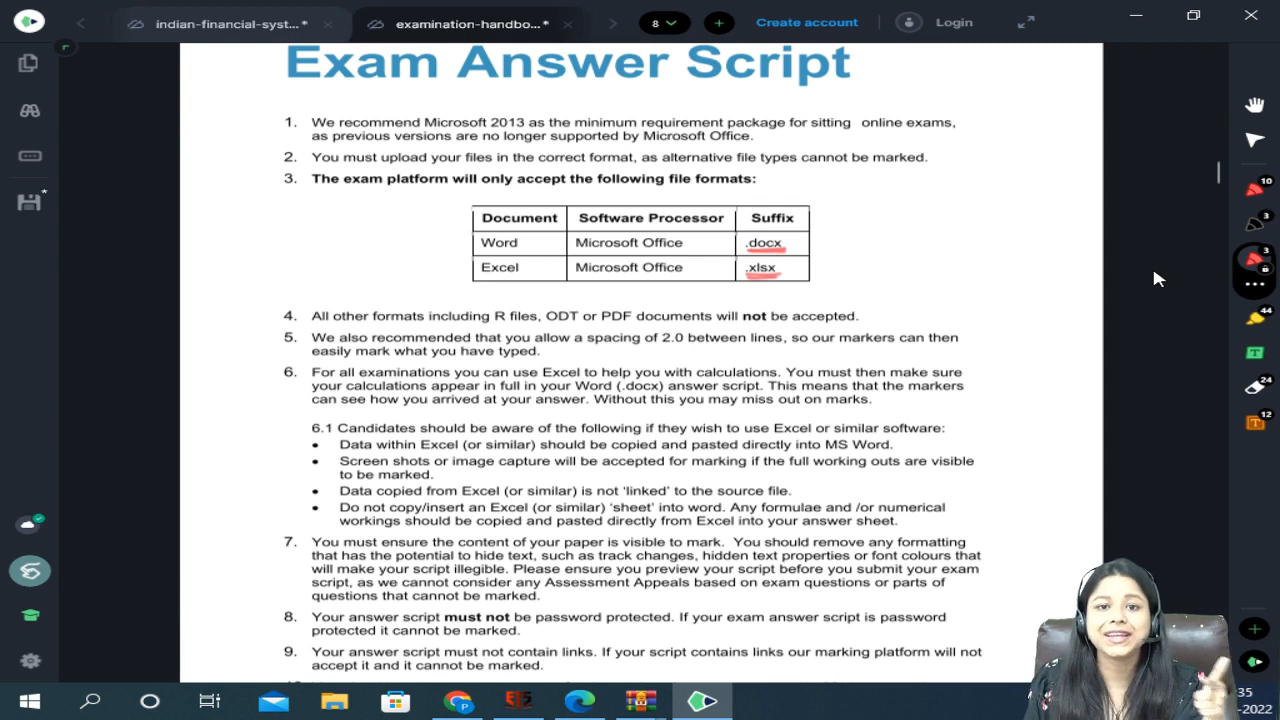 indian-financial-syst...*
examination-handbo...*
8
Create account
Login
Exam Answer Script
1. We recommend Microsoft 2013 as the minimum requirement package for sitting online exams,
as previous versions are no longer supported by Microsoft Office.
2. You must upload your files in the correct format, as alternative file types cannot be marked.
3. The exam platform will only accept the following file formats:
Document Software Processor Suffix
Word Microsoft Office .docx
Excel Microsoft Office .xlsx
4. All other formats including R files, ODT or PDF documents will not be accepted.
5. We also recommended that you allow a spacing of 2.0 between lines, so our markers can then
easily mark what you have typed.
6. For all examinations you can use Excel to help you with calculations. You must then make sure
your calculations appear in full in your Word (.docx) answer script. This means that the markers
can see how you arrived at your answer. Without this you may miss out on marks.
6.1 Candidates should be aware of the following if they wish to use Excel or similar software:
• Data within Excel (or similar) should be copied and pasted directly into MS Word.
• Screen shots or image capture will be accepted for marking if the full working outs are visible
to be marked.
• Data copied from Excel (or similar) is not 'linked' to the source file.
• Do not copy/insert an Excel (or similar) 'sheet' into word. Any formulae and /or numerical
workings should be copied and pasted directly from Excel into your answer sheet.
7. You must ensure the content of your paper is visible to mark. You should remove any formatting
that has the potential to hide text, such as track changes, hidden text properties or font colours that
will make your script illegible. Please ensure you preview your script before you submit your exam
script, as we cannot consider any Assessment Appeals based on exam questions or parts of
questions that cannot be marked.
8. Your answer script must not be password protected. If your exam answer script is password
protected it cannot be marked.
9. Your answer script must not contain links. If your script contains links our marking platform will not
accept it and it cannot be marked.
10
3
3
44
24
12
35
-2022